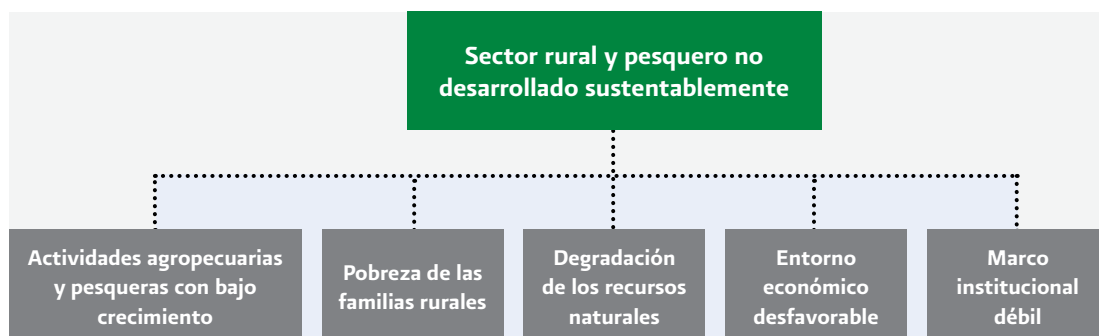 Sector rural y pesquero no
desarrollado sustentablemente
Actividades agropecuarias
y pesqueras con bajo
crecimiento
Pobreza de las
familias rurales
Degradación
de los recursos
naturales
Entorno
económico
desfavorable
Marco
institucional
débil